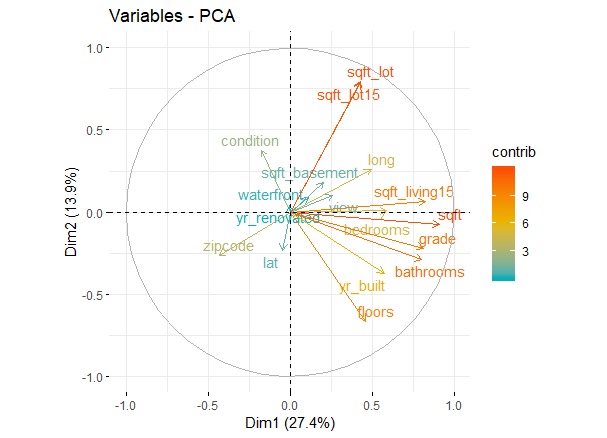 Variables - PCA
1.0
0.5
0.0
-0.5
-1.0
Dim2 (13.9%)
sqft_lot
sqft_lot15
condition
long
sqft_basement
sqft_living15
waterfront
view
yr_renovated
sqft
bedrooms
grade
zipcode
lat
bathrooms
yr_built
floors
contrib
9
6
3
-1.0 -0.5 0.0 0.5 1.0
Dim1 (27.4%)